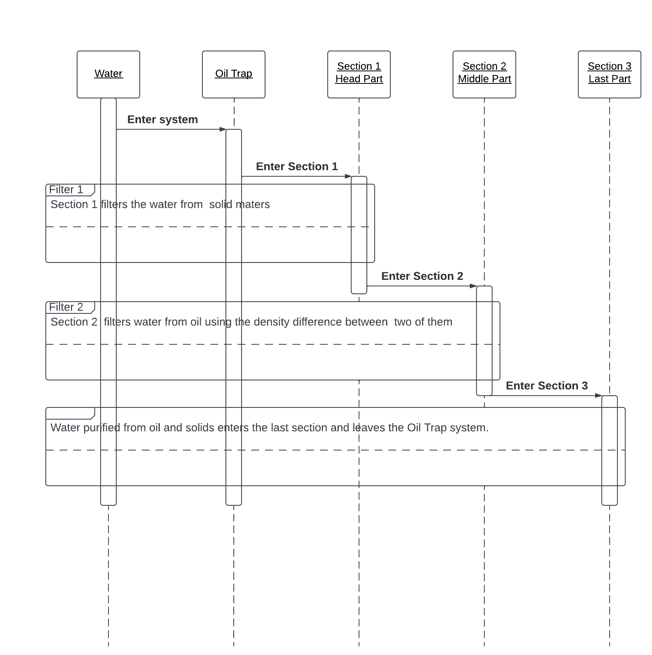 Water
Oil Trap
Section 1
Head Part
Section 2
Middle Part
Section 3
Last Part
Enter system
Enter Section 1
Filter 1
Section 1 filters the water from  solid maters
Enter Section 2
Filter 2
Section 2  filters water from oil using the density difference between  two of them
Enter Section 3
Water purified from oil and solids enters the last section and leaves the Oil Trap system.